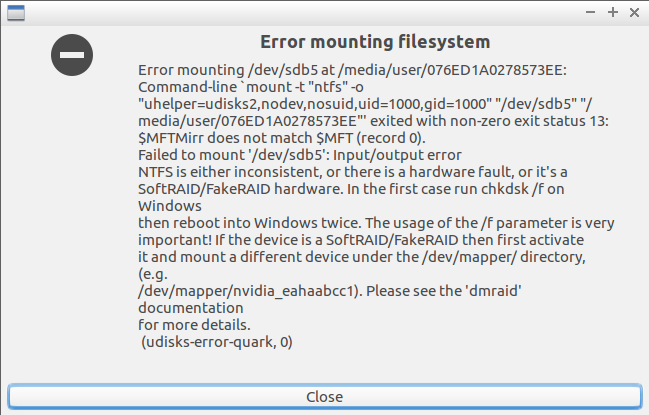 Error mounting filesystem
Error mounting /dev/sdb5 at /media/user/076ED1A0278573EE:
Command-line `mount -t "ntfs" -o
"uhelper=udisks2,nodev,nosuid,uid=1000,gid=1000" "/dev/sdb5" "/
media/user/076ED1A0278573EE"' exited with non-zero exit status 13:
$MFTMirr does not match $MFT (record 0).
Failed to mount '/dev/sdb5': Input/output error
NTFS is either inconsistent, or there is a hardware fault, or it's a
SoftRAID/FakeRAID hardware. In the first case run chkdsk /f on
Windows
then reboot into Windows twice. The usage of the /f parameter is very
important! If the device is a SoftRAID/FakeRAID then first activate
it and mount a different device under the /dev/mapper/ directory,
(e.g.
/dev/mapper/nvidia_eahaabcc1). Please see the 'dmraid'
documentation
for more details.
(udisks-error-quark, 0)
Close